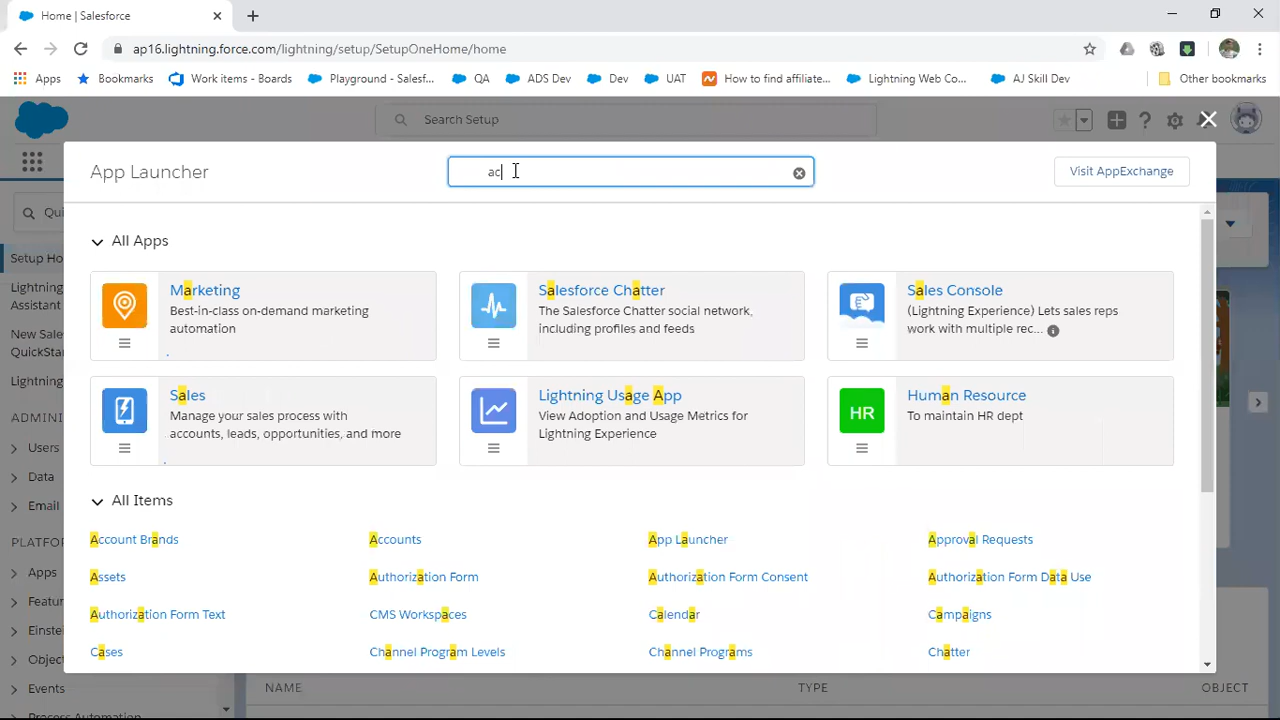 Home | Salesforce
ap16.lightning.force.com/lightning/setup/SetupOneHome/home
Apps
Bookmarks
Work items - Boards
Playground - Salesf...
QA
ADS Dev
Dev
UAT
How to find affiliate...
Lightning Web Co...
AJ Skill Dev
Other bookmarks
Search Setup
App Launcher
ac
Visit AppExchange
Setup Ho
Lightning
Assistant
New Sale
QuickStar
Lightning
ADMINI
Users
Data
Email
PLATFO
Apps
Featur
Einstei
Object
Events
Process Automation
All Apps
Marketing
Best-in-class on-demand marketing
automation
Salesforce Chatter
The Salesforce Chatter social network,
including profiles and feeds
Sales Console
(Lightning Experience) Lets sales reps
work with multiple rec...
Sales
Manage your sales process with
accounts, leads, opportunities, and more
Lightning Usage App
View Adoption and Usage Metrics for
Lightning Experience
HR
Human Resource
To maintain HR dept
All Items
Account Brands
Accounts
App Launcher
Approval Requests
Assets
Authorization Form
Authorization Form Consent
Authorization Form Data Use
Authorization Form Text
CMS Workspaces
Calendar
Campaigns
Cases
Channel Program Levels
Channel Programs
Chatter
NAME
TYPE
OBJECT